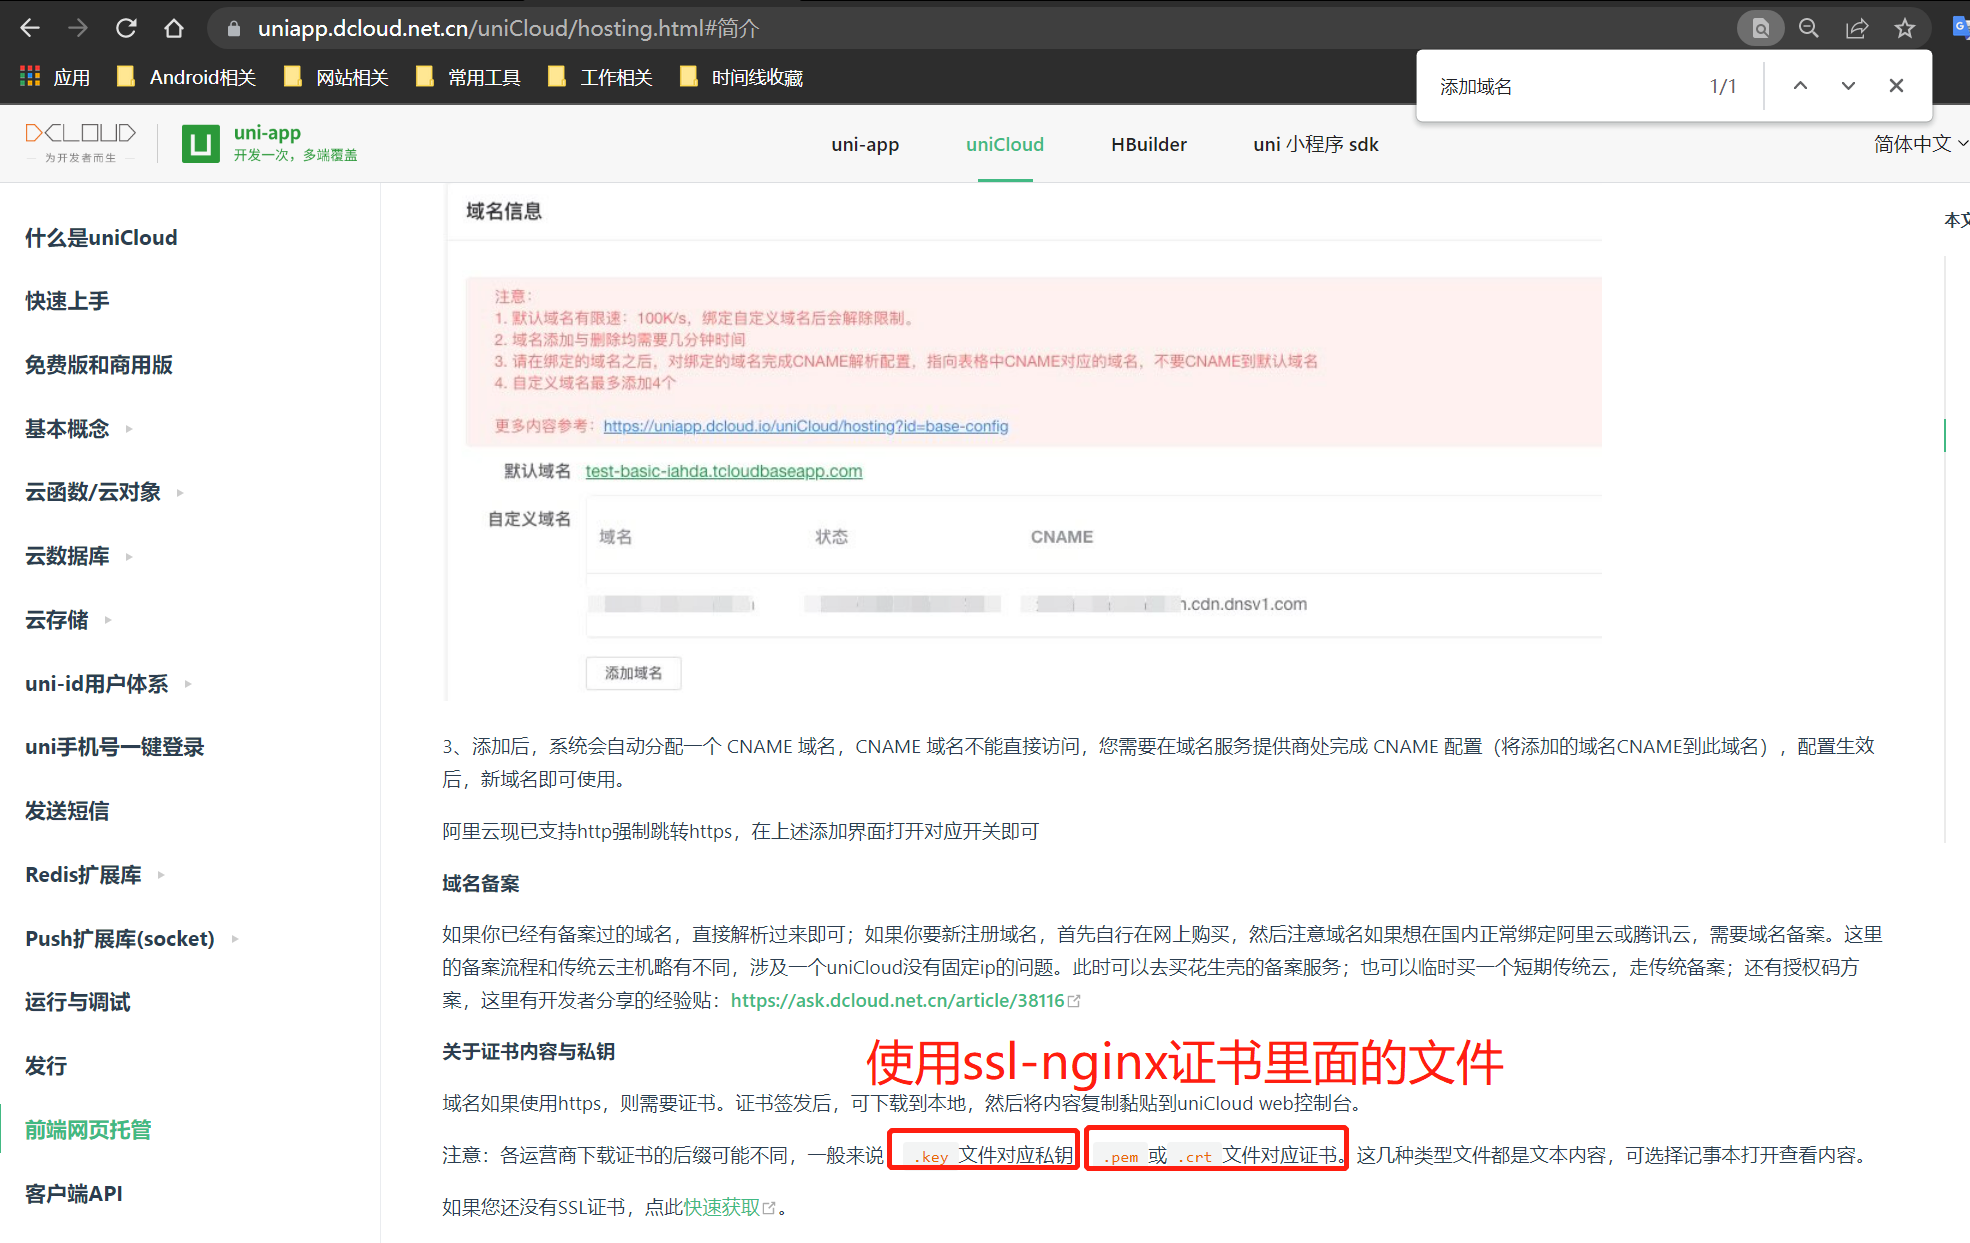 uniapp.dcloud.net.cn/uniCloud/hosting.html#简介
应用 Android相关 网站相关 常用工具 工作相关 时间线收藏
添加域名 1/1
DCLOUD
为开发者而生
uni-app
开发一次，多端覆盖
uni-app uniCloud HBuilder uni 小程序 sdk
简体中文
什么是uniCloud
快速上手
免费版和商用版
基本概念
云函数/云对象
云数据库
云存储
uni-id用户体系
uni手机号一键登录
发送短信
Redis扩展库
Push扩展库(socket)
运行与调试
发行
前端网页托管
客户端API
域名信息
注意：
1. 默认域名有限速：100K/s，绑定自定义域名后会解除限制。
2. 域名添加与删除均需要几分钟时间
3. 请在绑定的域名之后，对绑定的域名完成CNAME解析配置，指向表格中CNAME对应的域名，不要CNAME到默认域名
4. 自定义域名最多添加4个
更多内容参考：https://uniapp.dcloud.io/uniCloud/hosting?id=base-config
默认域名 test-basic-iahda.tcloudbaseapp.com
自定义域名
域名 状态 CNAME
.cdn.dnsv1.com
添加域名
3、添加后，系统会自动分配一个 CNAME 域名，CNAME 域名不能直接访问，您需要在域名服务提供商处完成 CNAME 配置（将添加的域名CNAME到此域名），配置生效
后，新域名即可使用。
阿里云现已支持http强制跳转https，在上述添加界面打开对应开关即可
域名备案
如果你已经有备案过的域名，直接解析过来即可；如果你要新注册域名，首先自行在网上购买，然后注意域名如果想在国内正常绑定阿里云或腾讯云，需要域名备案。这里
的备案流程和传统云主机略有不同，涉及一个uniCloud没有固定ip的问题。此时可以去买花生壳的备案服务；也可以临时买一个短期传统云，走传统备案；还有授权码方
案，这里有开发者分享的经验贴：https://ask.dcloud.net.cn/article/38116
关于证书内容与私钥
使用ssl-nginx证书里面的文件
域名如果使用https，则需要证书。证书签发后，可下载到本地，然后将内容复制黏贴到uniCloud web控制台。
注意：各运营商下载证书的后缀可能不同，一般来说 .key 文件对应私钥 .pem 或 .crt 文件对应证书。这几种类型文件都是文本内容，可选择记事本打开查看内容。
如果您还没有SSL证书，点此快速获取。
本文